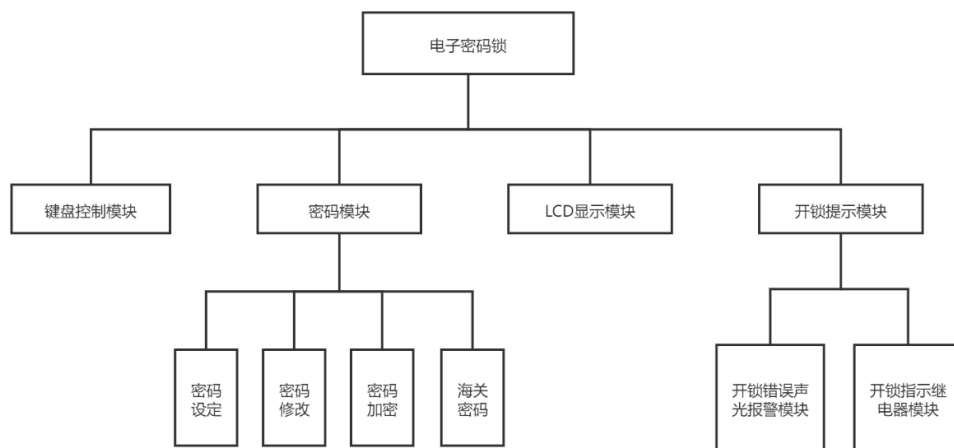 电子密码锁
键盘控制模块
密码模块
LCD显示模块
开锁提示模块
密码
设定
密码
修改
密码
加密
海关
密码
开锁错误声
光报警模块
开锁指示继
电器模块